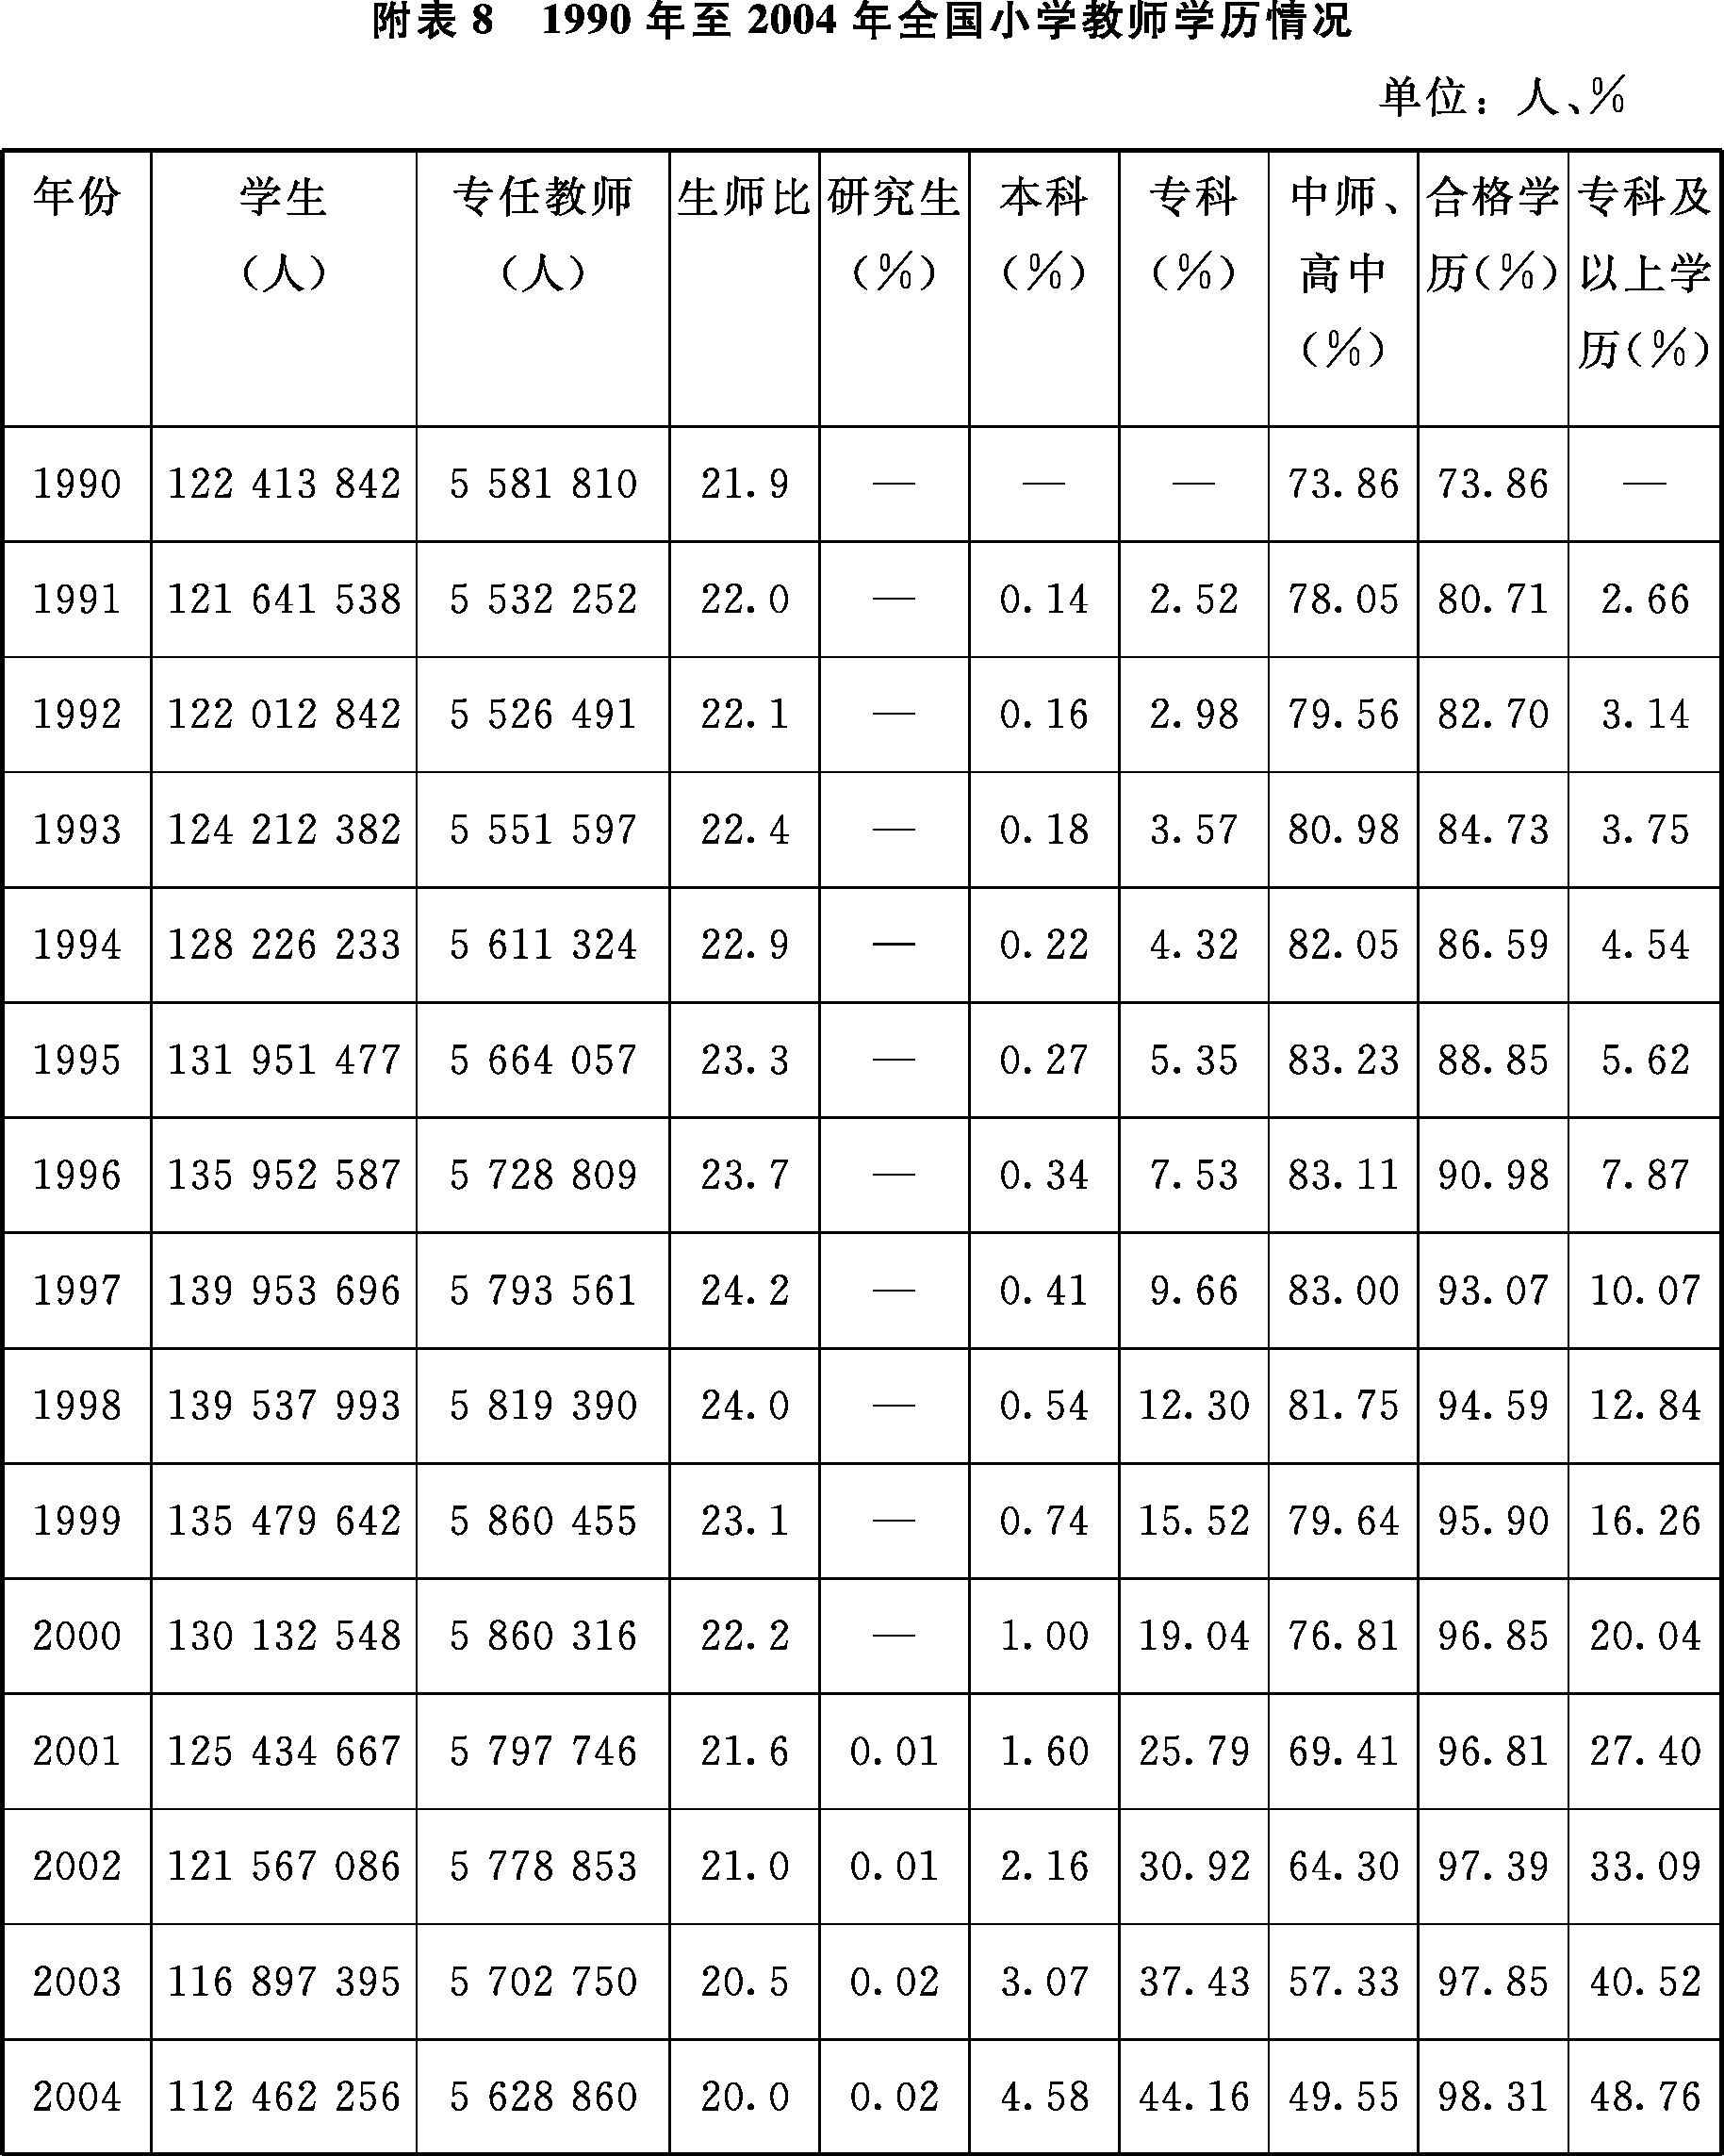 附表 8　1990 年至 2004 年全国小学教师学历情况
单位：人、%
年份 学生（人） 专任教师（人） 生师比 研究生（%） 本科（%） 专科（%） 中师、高中（%） 合格学历（%） 专科及以上学历（%）
1990 122 413 842 5 581 810 21.9 — — — 73.86 73.86 —
1991 121 641 538 5 532 252 22.0 — 0.14 2.52 78.05 80.71 2.66
1992 122 012 842 5 526 491 22.1 — 0.16 2.98 79.56 82.70 3.14
1993 124 212 382 5 551 597 22.4 — 0.18 3.57 80.98 84.73 3.75
1994 128 226 233 5 611 324 22.9 — 0.22 4.32 82.05 86.59 4.54
1995 131 951 477 5 664 057 23.3 — 0.27 5.35 83.23 88.85 5.62
1996 135 952 587 5 728 809 23.7 — 0.34 7.53 83.11 90.98 7.87
1997 139 953 696 5 793 561 24.2 — 0.41 9.66 83.00 93.07 10.07
1998 139 537 993 5 819 390 24.0 — 0.54 12.30 81.75 94.59 12.84
1999 135 479 642 5 860 455 23.1 — 0.74 15.52 79.64 95.90 16.26
2000 130 132 548 5 860 316 22.2 — 1.00 19.04 76.81 96.85 20.04
2001 125 434 667 5 797 746 21.6 0.01 1.60 25.79 69.41 96.81 27.40
2002 121 567 086 5 778 853 21.0 0.01 2.16 30.92 64.30 97.39 33.09
2003 116 897 395 5 702 750 20.5 0.02 3.07 37.43 57.33 97.85 40.52
2004 112 462 256 5 628 860 20.0 0.02 4.58 44.16 49.55 98.31 48.76